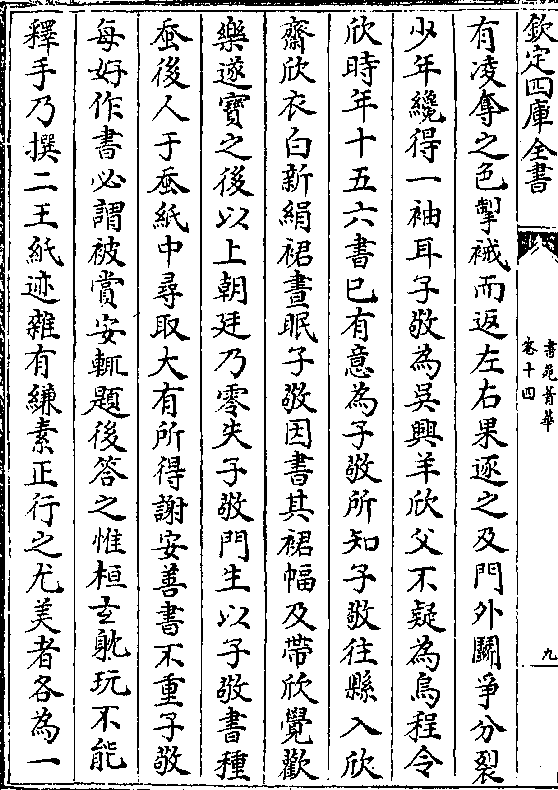 欽定四庫全書
書苑菁華
卷十四
九
有凌奪之色掣襪而返左右果逐之及門外鬬爭分裂
少年纔得一袖耳子敬為吳興羊欣父不疑為烏程令
欣時年十五六書已有意為子敬所知子敬往縣入欣
齋欣衣白新絹裙晝眠子敬因書其裙幅及帶欣覺歡
樂遂寶之後以上朝廷乃零失子敬門生以子敬書種
蚕後人于蚕紙中尋取大有所得謝安善書不重子敬
每好作書必謂被賞安輒題後答之惟桓玄躭玩不能
釋手乃撰二王紙迹雜有縑素正行之尤美者各為一